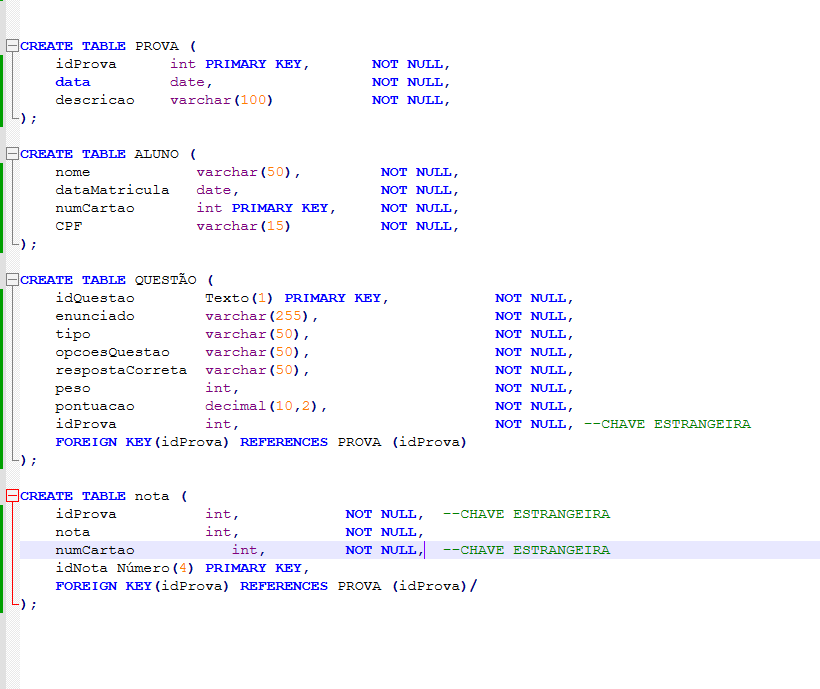 CREATE TABLE PROVA (
idProva int PRIMARY KEY, NOT NULL,
data date, NOT NULL,
descricao varchar(100) NOT NULL,
);
CREATE TABLE ALUNO (
nome varchar(50), NOT NULL,
dataMatricula date, NOT NULL,
numCartao int PRIMARY KEY, NOT NULL,
CPF varchar(15) NOT NULL,
);
CREATE TABLE QUESTÃO (
idQuestao Texto(1) PRIMARY KEY, NOT NULL,
enunciado varchar(255), NOT NULL,
tipo varchar(50), NOT NULL,
opcoesQuestao varchar(50), NOT NULL,
respostaCorreta varchar(50), NOT NULL,
peso int, NOT NULL,
pontuacao decimal(10,2), NOT NULL,
idProva int, NOT NULL, --CHAVE ESTRANGEIRA
FOREIGN KEY(idProva) REFERENCES PROVA (idProva)
);
CREATE TABLE nota (
idProva int, NOT NULL, --CHAVE ESTRANGEIRA
nota int, NOT NULL,
numCartao int, NOT NULL, --CHAVE ESTRANGEIRA
idNota Número(4) PRIMARY KEY,
FOREIGN KEY(idProva) REFERENCES PROVA (idProva)/
);